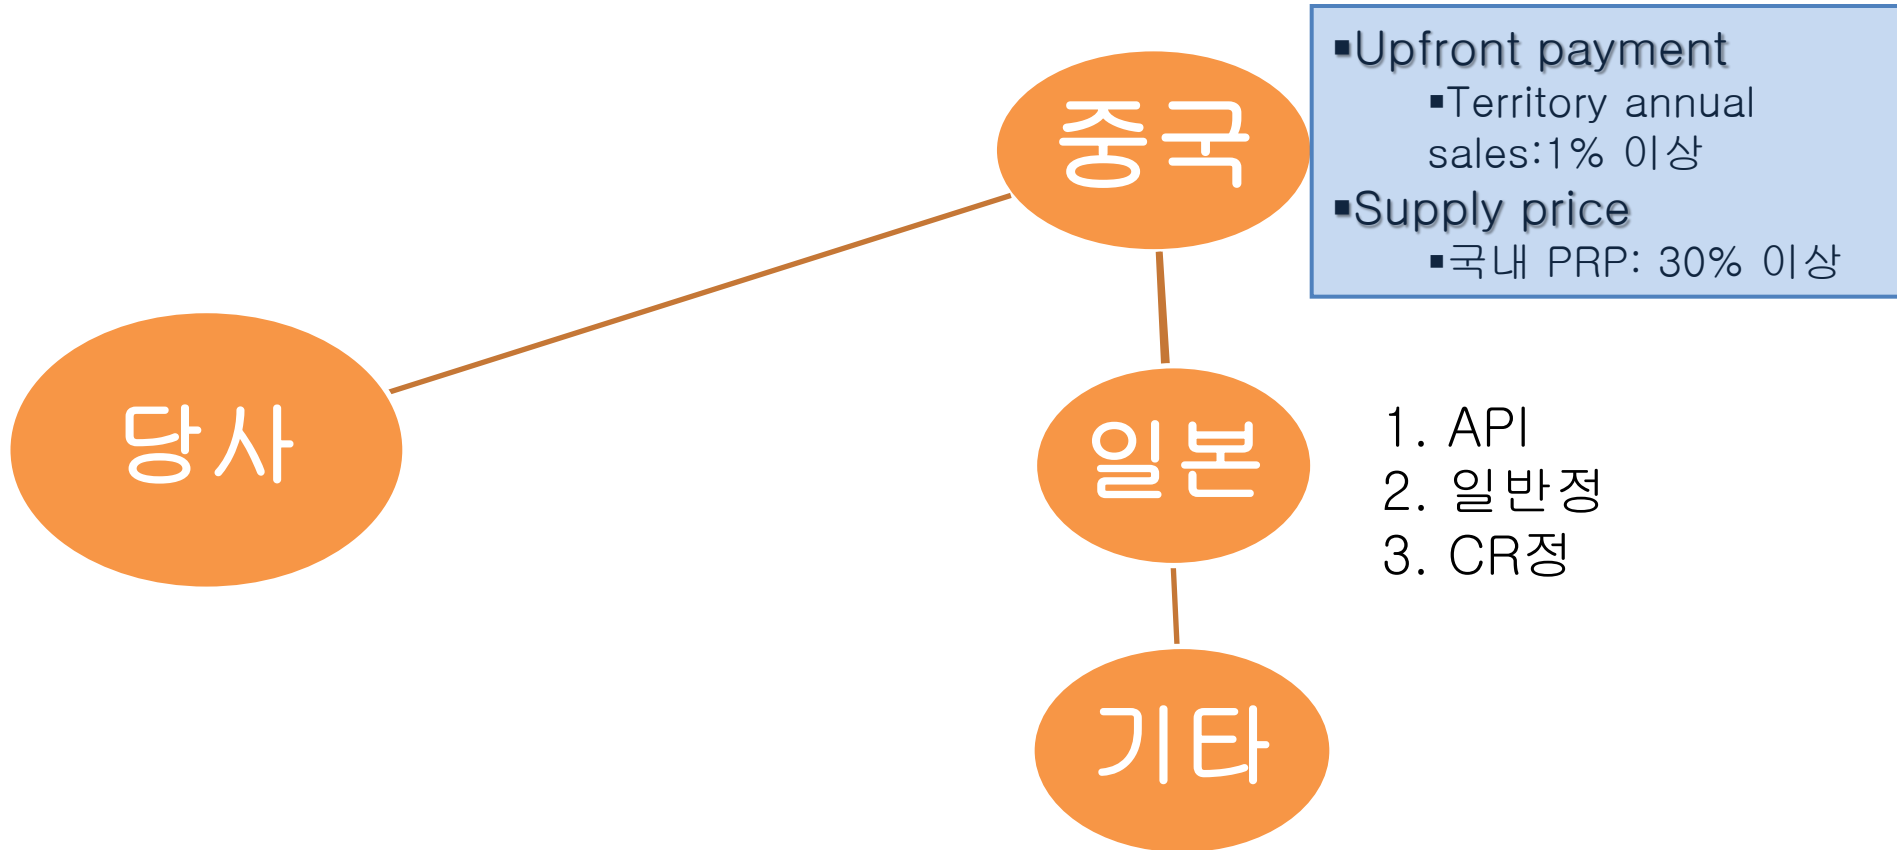 중국
▪Upfront payment
▪Territory annual
sales:1% 이상
▪Supply price
▪국내 PRP: 30% 이상
당사
일본
1. API
2. 일반정
3. CR정
기타